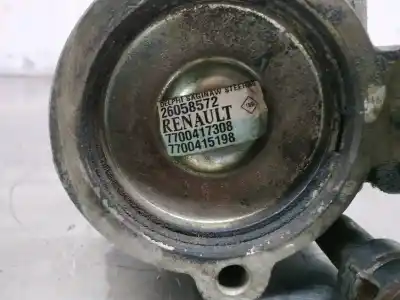 DELPHI SAGINAW STEERING
26058572
RENAULT
7700417308
7700415198